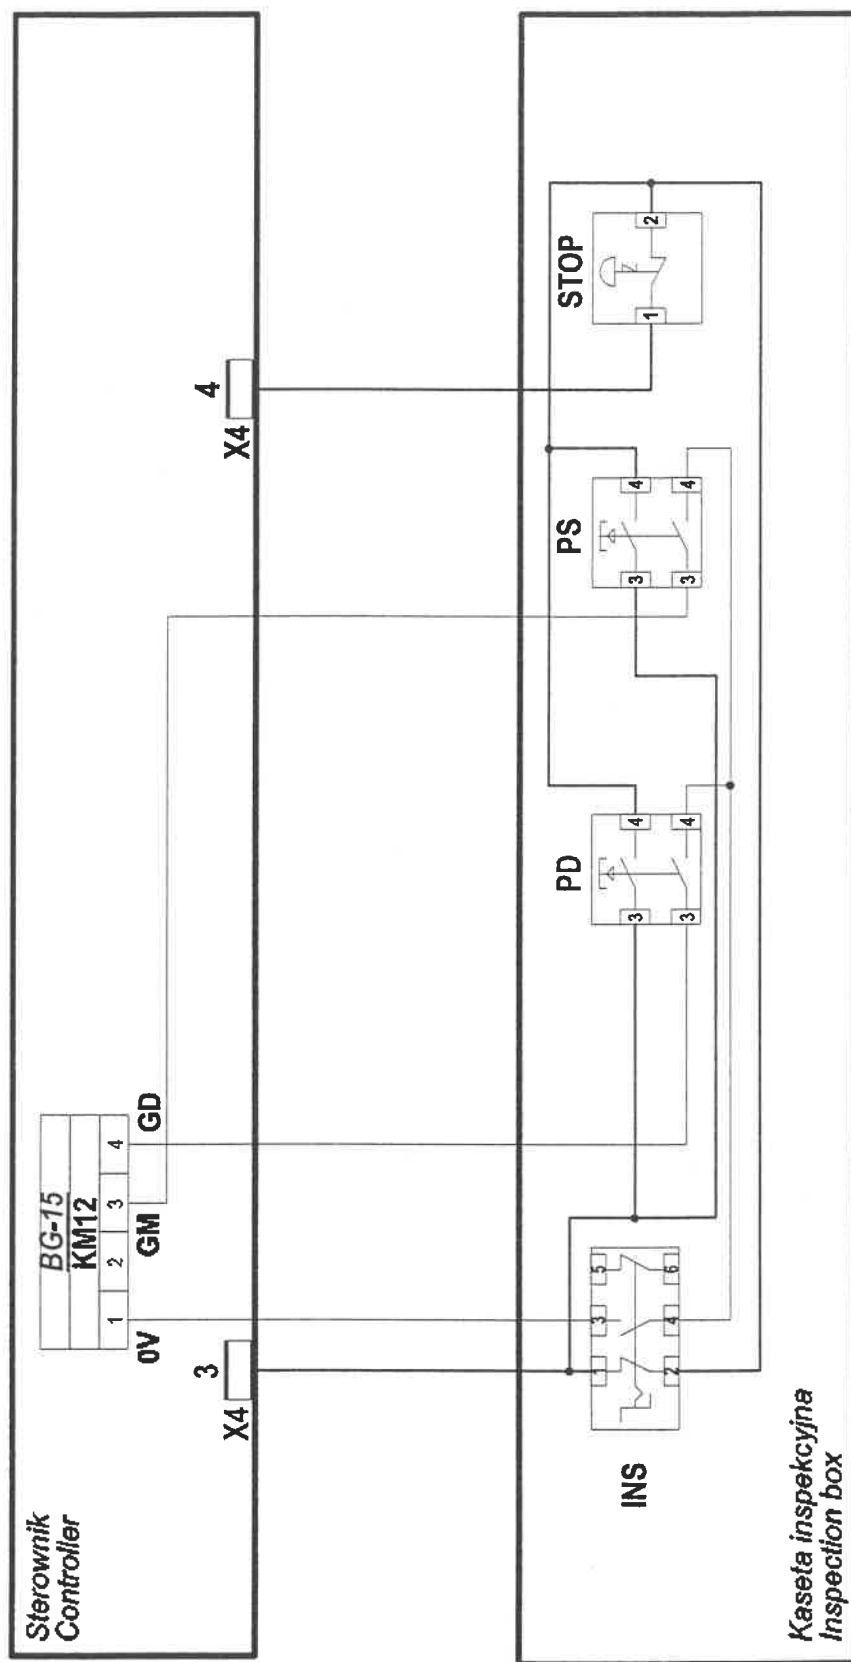 Sterownik
Controller
BG-15
KM12
1 2 3 4
0V GM GD
X4 3
X4 4
INS
1 3 5
2 4 6
PD
3 4
3 4
PS
3 4
3 4
STOP
1 2
Kaseta inspekcyjna
Inspection box